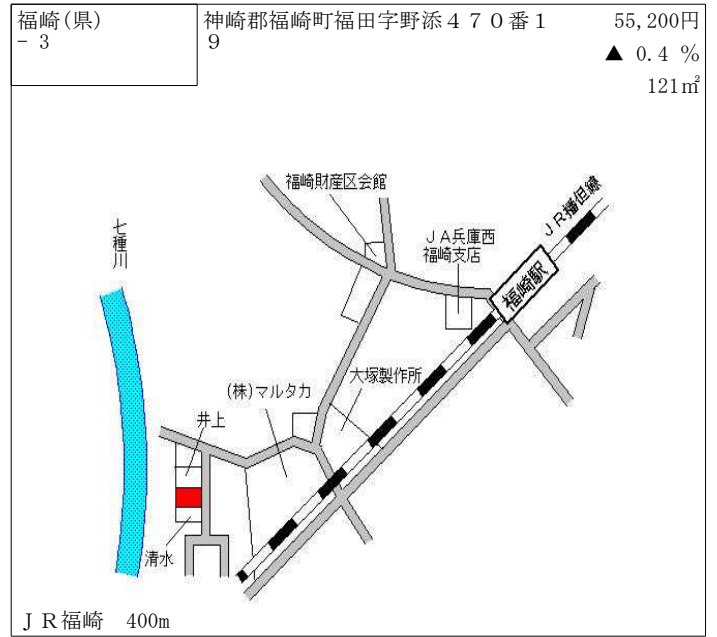 福崎(県)
- 3
神崎郡福崎町福田字野添４７０番１
９
55,200円
▲ 0.4 %
121㎡
福崎財産区会館
七種川
ＪＡ兵庫西
福崎支店
ＪＲ播但線
福崎駅
大塚製作所
(株)マルタカ
井上
清水
ＪＲ福崎　400m